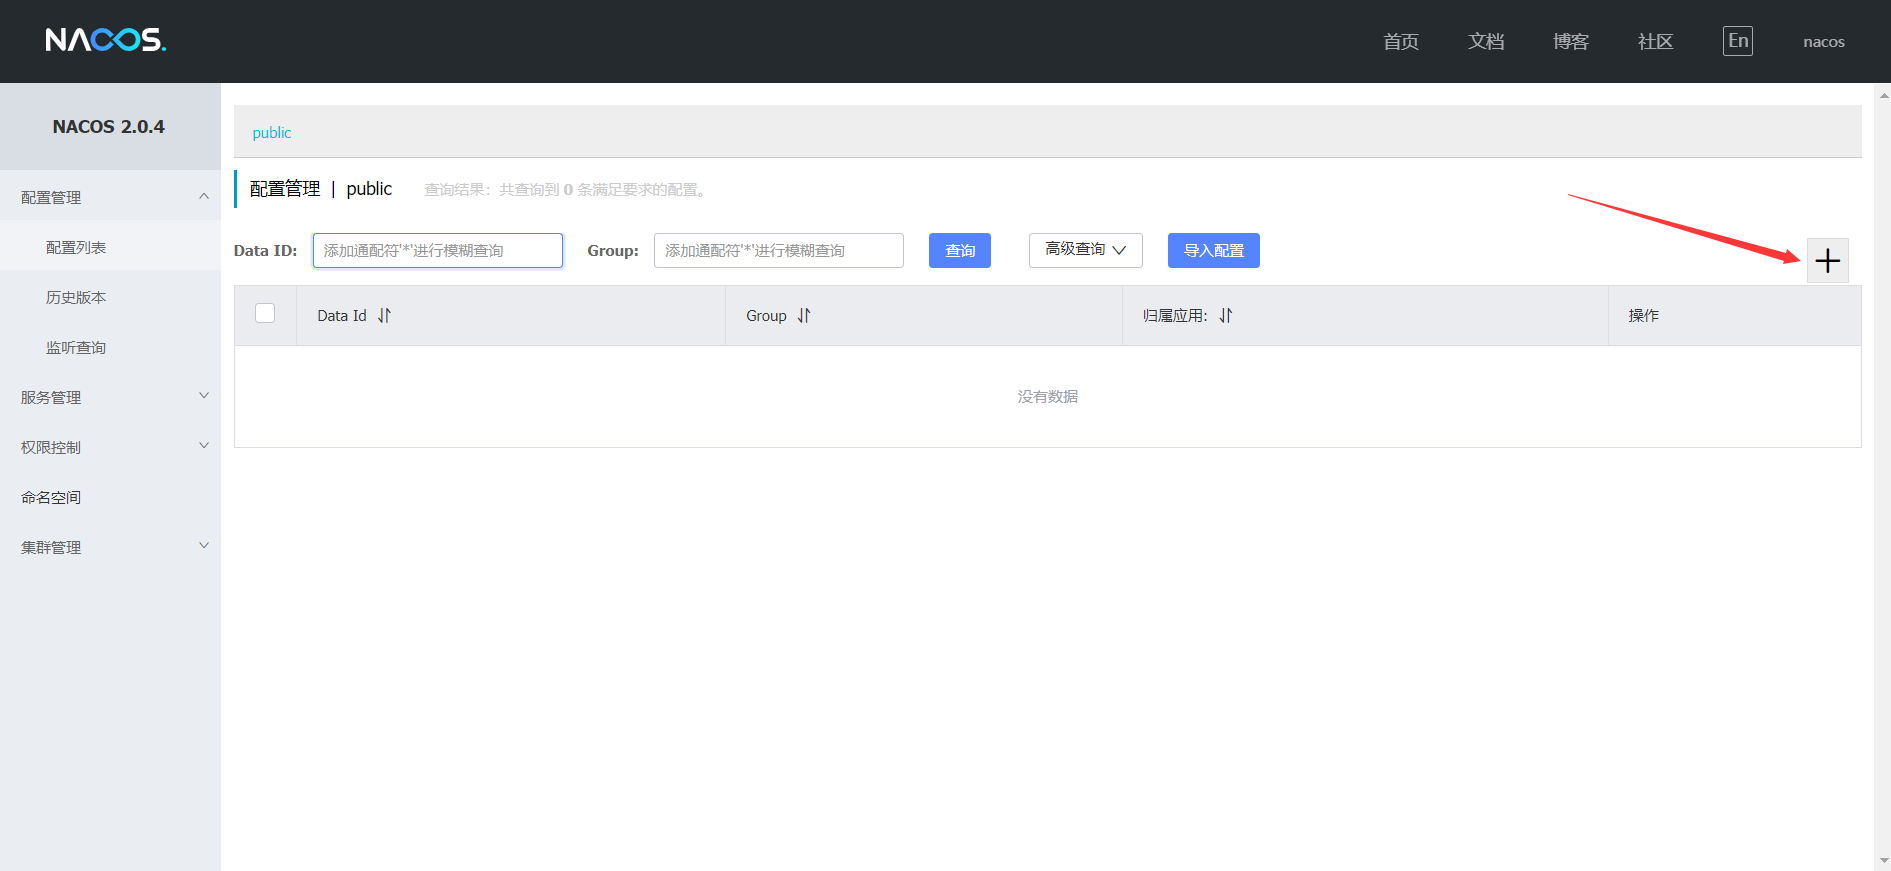 NACOS.
首页 文档 博客 社区 En nacos
NACOS 2.0.4
配置管理
配置列表
历史版本
监听查询
服务管理
权限控制
命名空间
集群管理
public
配置管理 | public 查询结果：共查询到 0 条满足要求的配置。
Data ID: 添加通配符'*'进行模糊查询 Group: 添加通配符'*'进行模糊查询 查询 高级查询 导入配置
Data Id Group 归属应用: 操作
没有数据